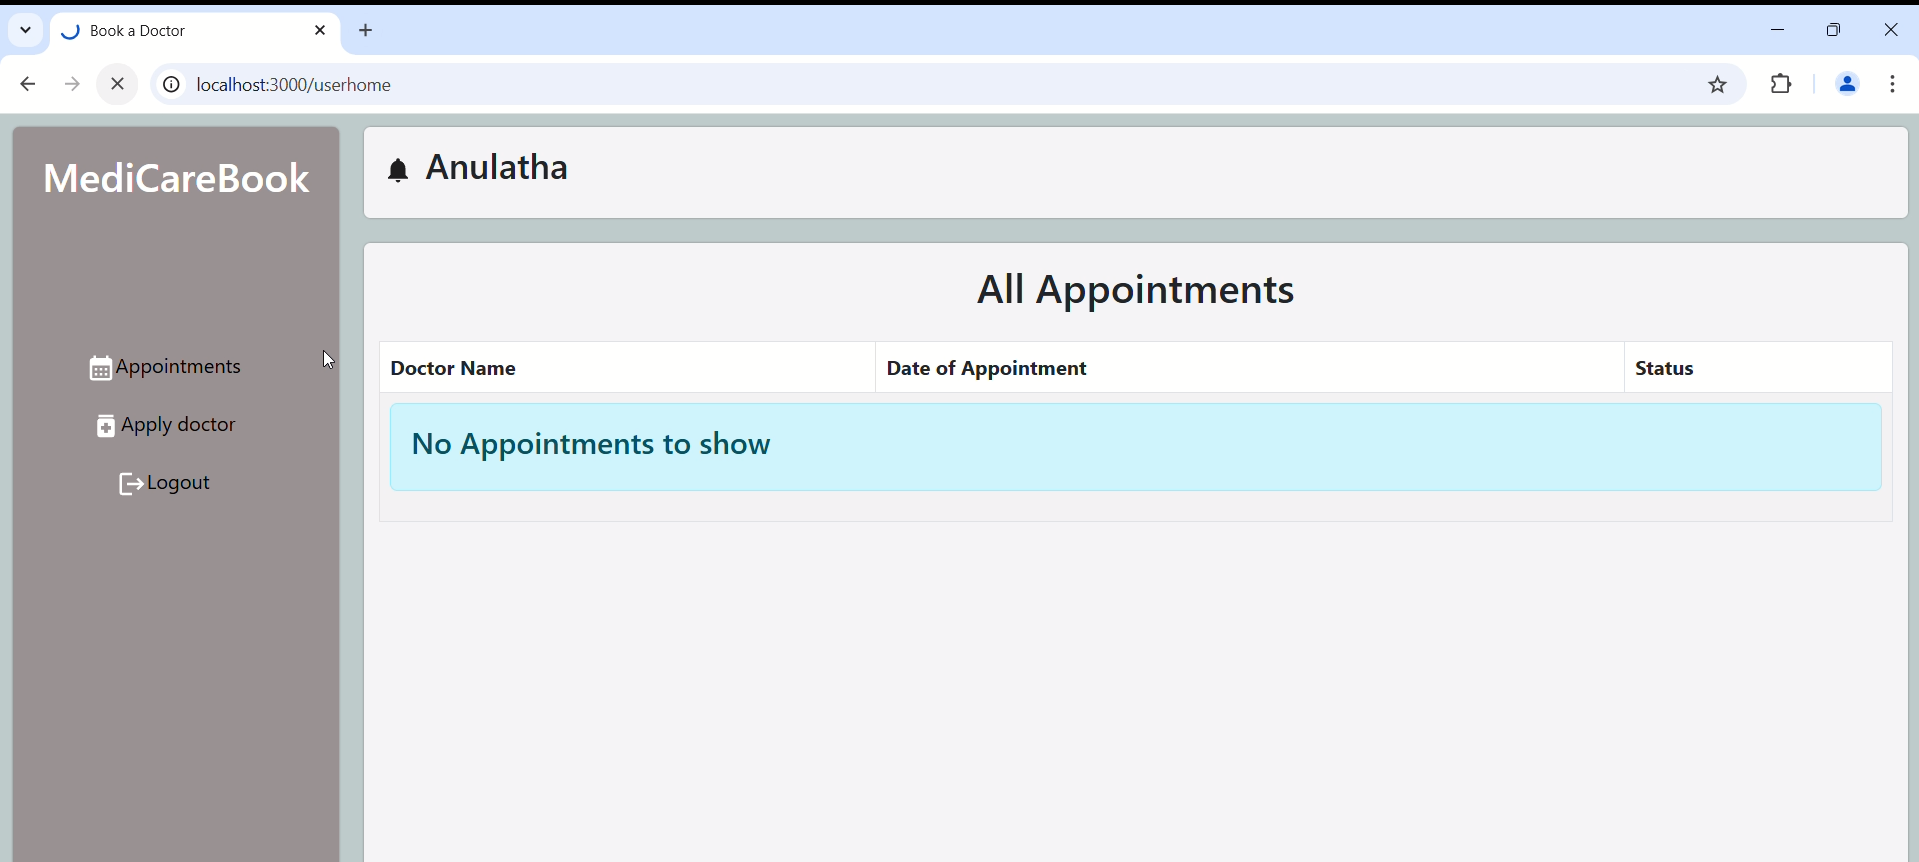 Book a Doctor
localhost:3000/userhome
MediCareBook
Anulatha
All Appointments
Appointments
Apply doctor
Logout
Doctor Name Date of Appointment Status
No Appointments to show